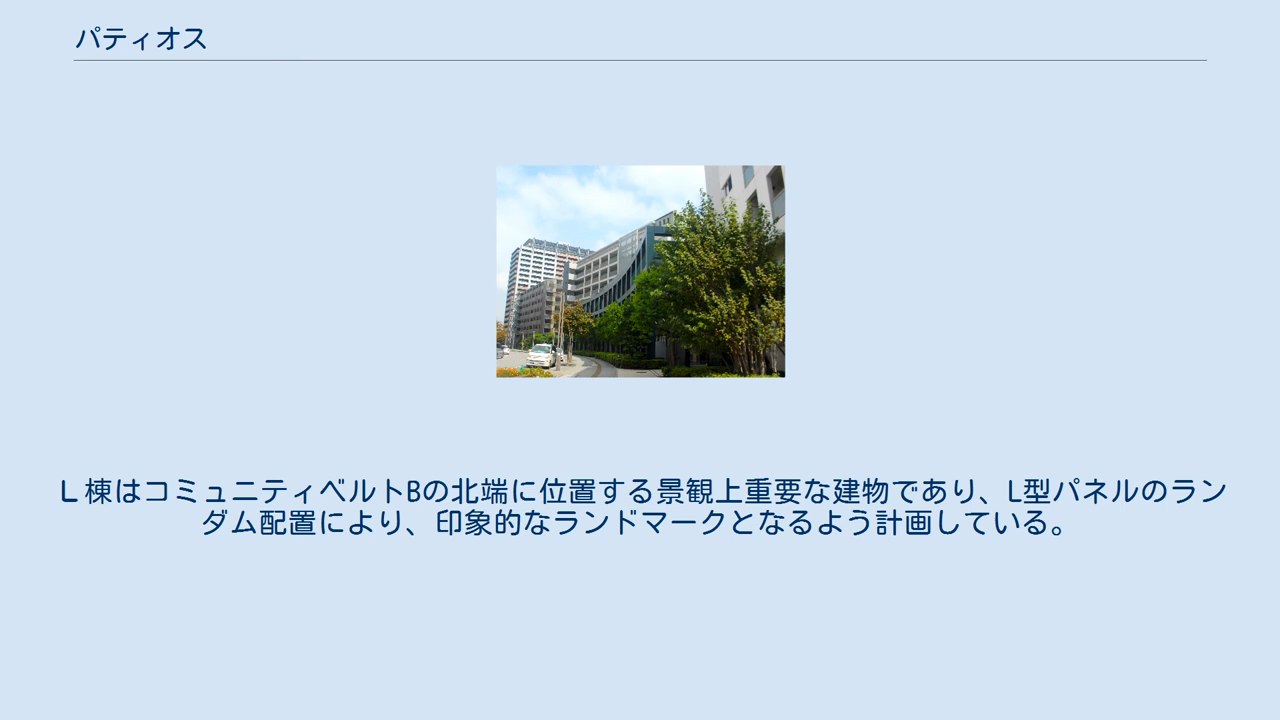 パティオス
Ｌ棟はコミュニティベルトBの北端に位置する景観上重要な建物であり、L型パネルのラン
ダム配置により、印象的なランドマークとなるよう計画している。